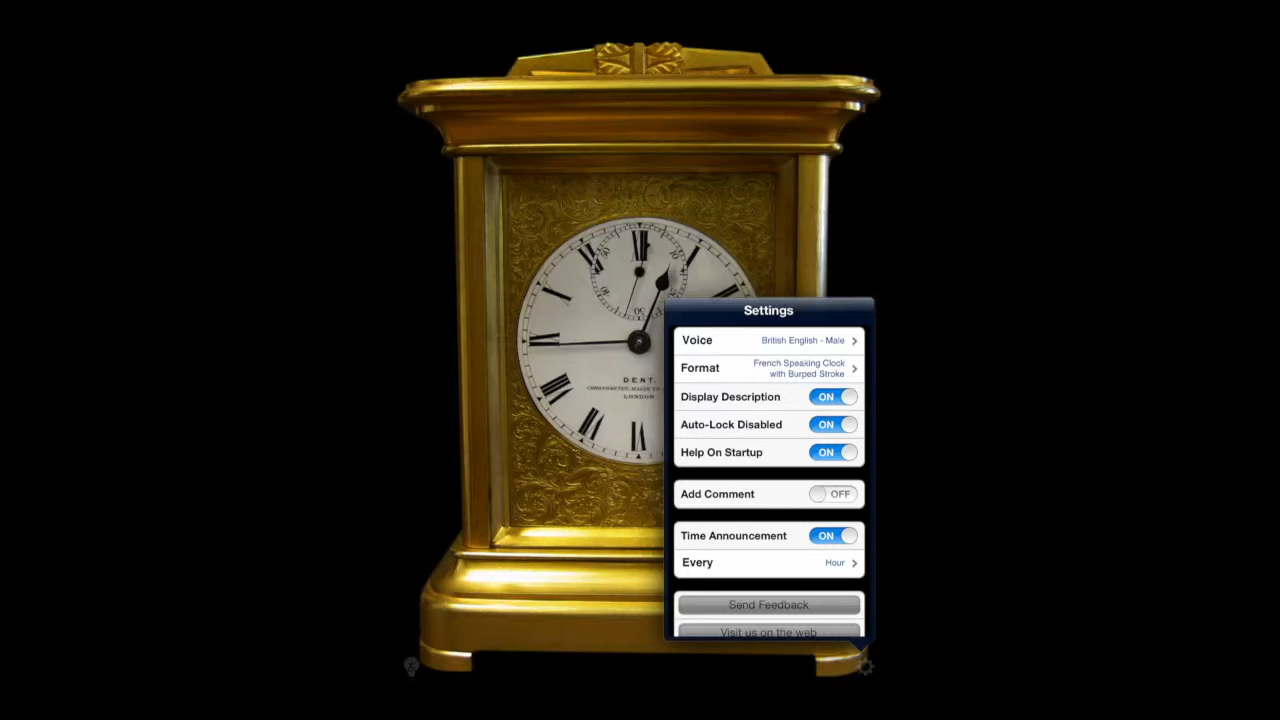 DENT.
LONDON
Settings
Voice British English - Male
Format French Speaking Clock
with Burped Stroke
Display Description ON
Auto-Lock Disabled ON
Help On Startup ON
Add Comment OFF
Time Announcement ON
Every Hour
Send Feedback
Visit us on the web